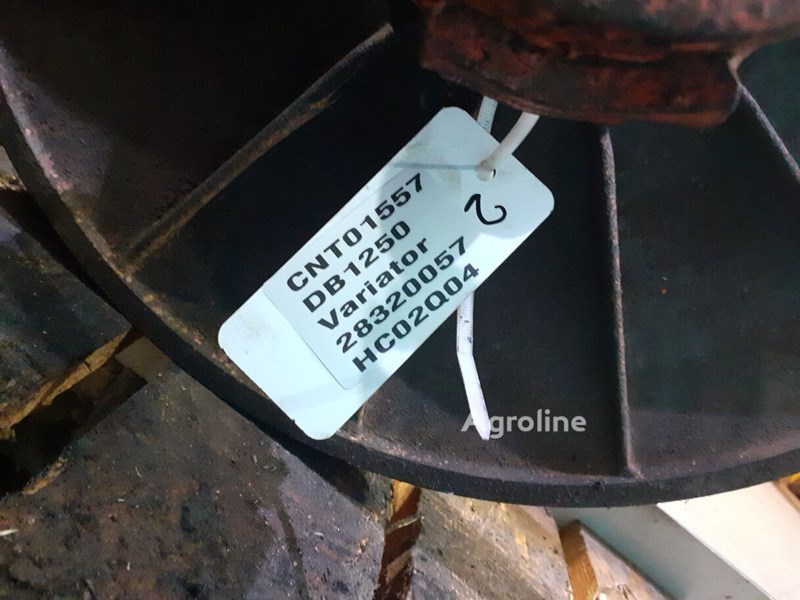 CNT01557
DB1250
Variator
28320057
HC02Q04
2
Agroline